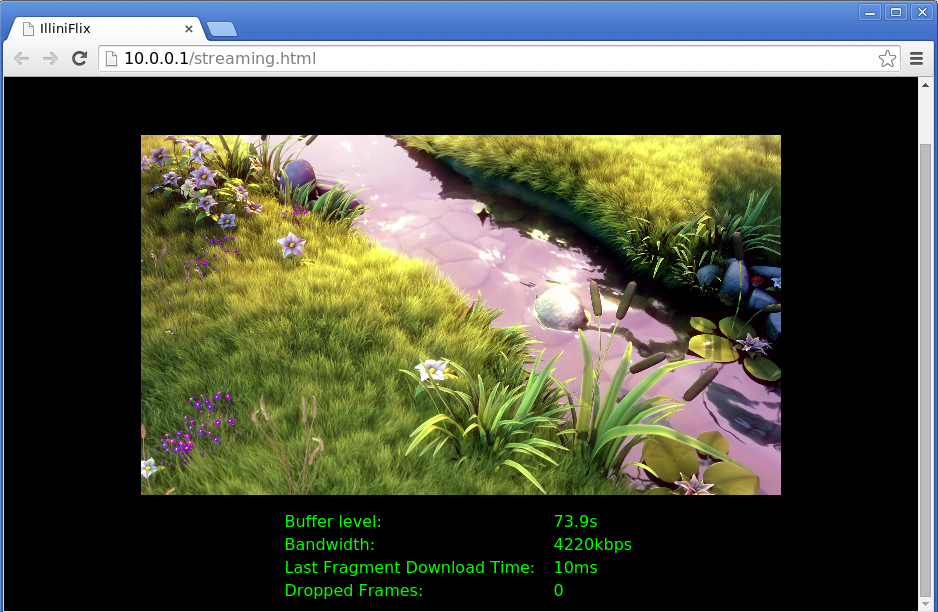 IlliniFlix
10.0.0.1/streaming.html
Buffer level: 73.9s
Bandwidth: 4220kbps
Last Fragment Download Time: 10ms
Dropped Frames: 0